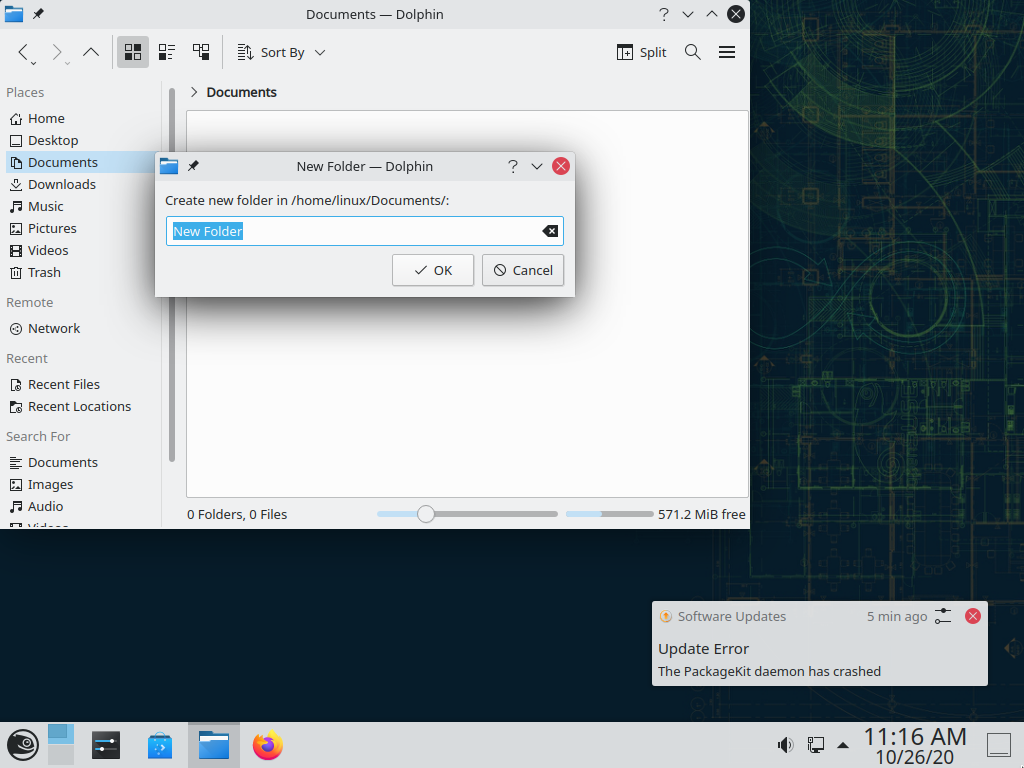 Documents — Dolphin
Sort By
Split
Places
Documents
Home
Desktop
Documents
Downloads
Music
Pictures
Videos
Trash
Remote
Network
Recent
Recent Files
Recent Locations
Search For
Documents
Images
Audio
Videos
New Folder — Dolphin
Create new folder in /home/linux/Documents/:
New Folder
OK
Cancel
0 Folders, 0 Files
571.2 MiB free
Software Updates
5 min ago
Update Error
The PackageKit daemon has crashed
11:16 AM
10/26/20